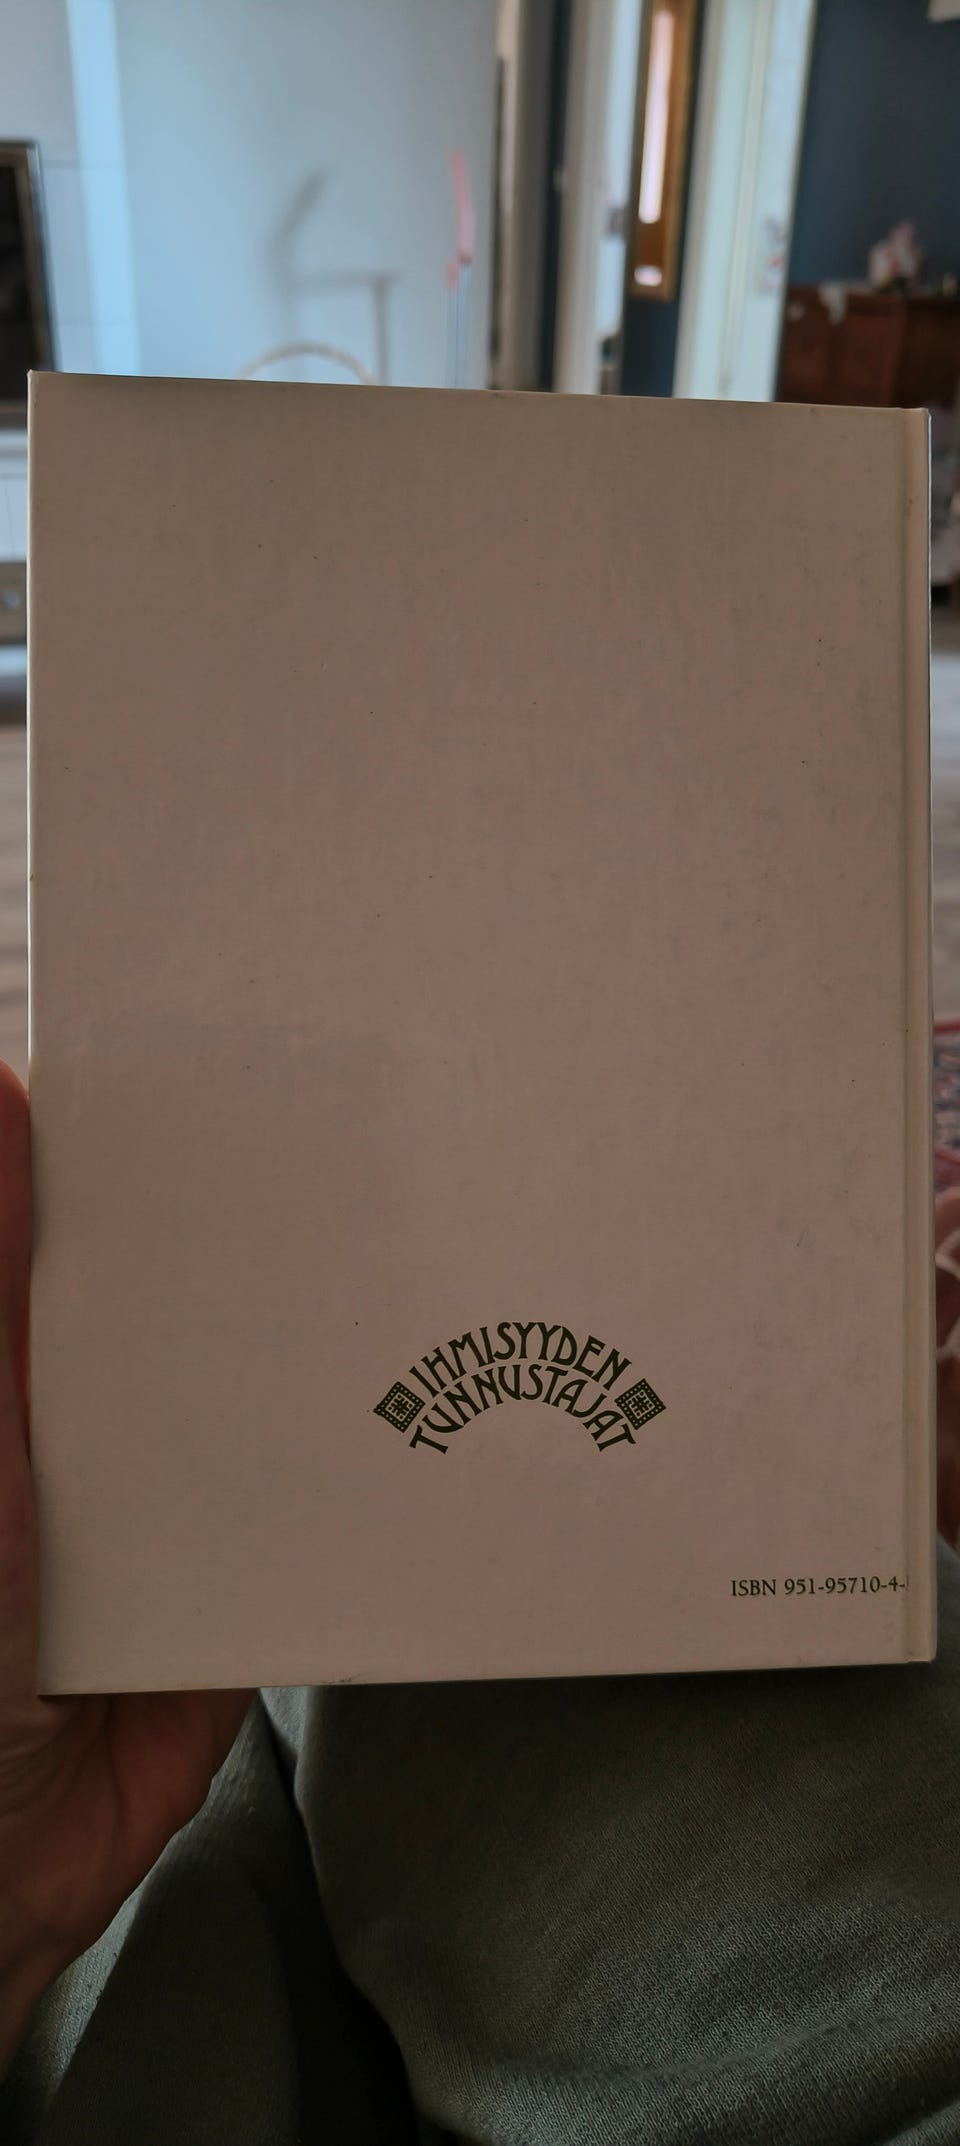 IHMISYYDEN
TUNNUSTAJAT
ISBN 951-95710-4-